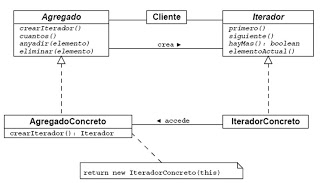 Agregado
Cliente
Iterador
crearIterador()
cuantos()
anyadir(elemento)
eliminar(elemento)
crea ►
primero()
siguiente()
hayMas(): boolean
elementoActual()
AgregadoConcreto
crearIterador(): Iterador
◄ accede
IteradorConcreto
return new IteradorConcreto(this)